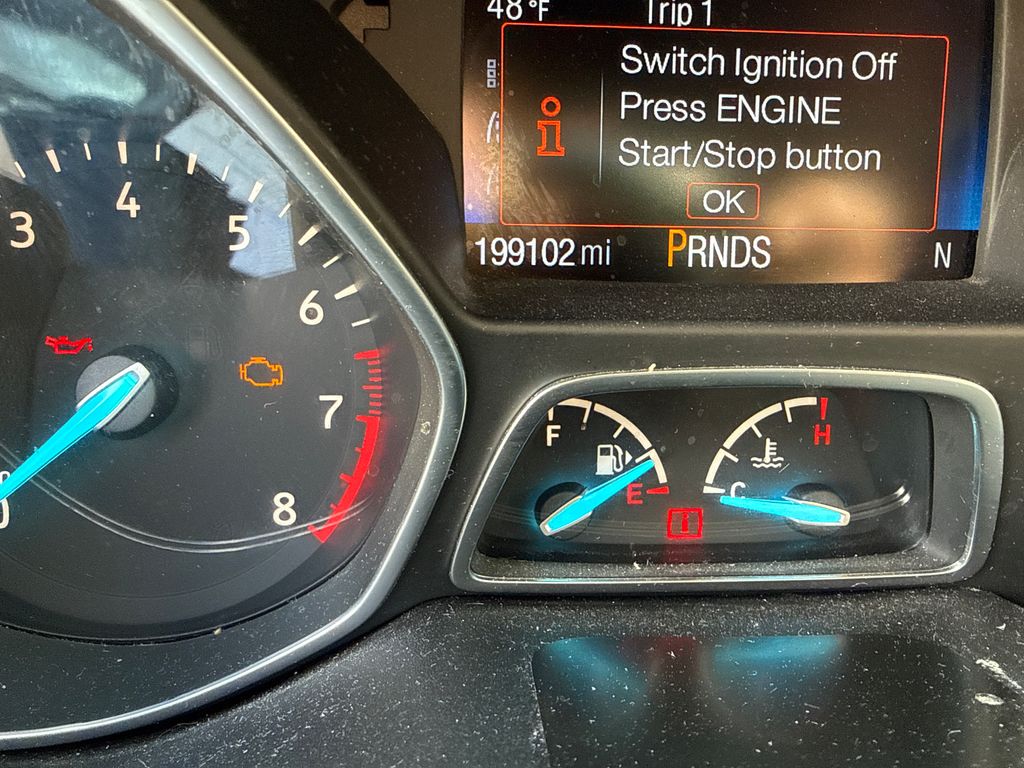 48°F Trip 1
Switch Ignition Off
Press ENGINE
Start/Stop button
OK
199102 mi PRNDS N
3
4
5
6
7
8
0
F
E
H
C